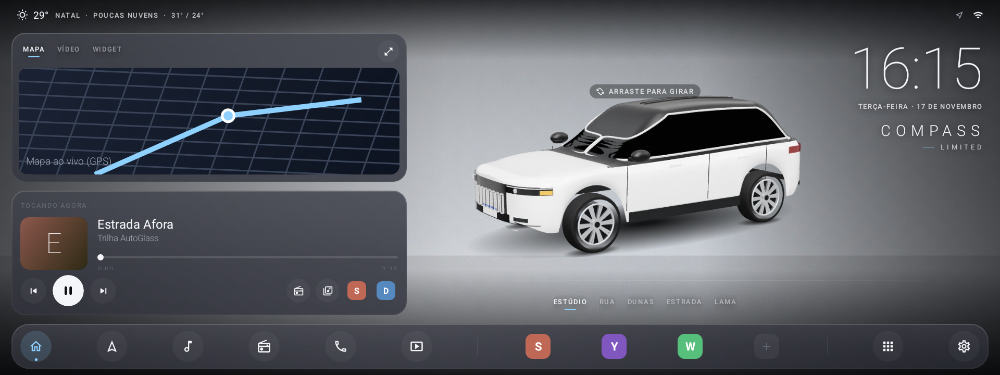 29° NATAL · POUCAS NUVENS · 31° / 24°
MAPA VÍDEO WIDGET
Mapa ao vivo (GPS)
TOCANDO AGORA
E
Estrada Afora
Trilha AutoGlass
S D
ARRASTE PARA GIRAR
16:15
TERÇA-FEIRA · 17 DE NOVEMBRO
COMPASS
LIMITED
ESTÚDIO RUA DUNAS ESTRADA LAMA
S Y W +